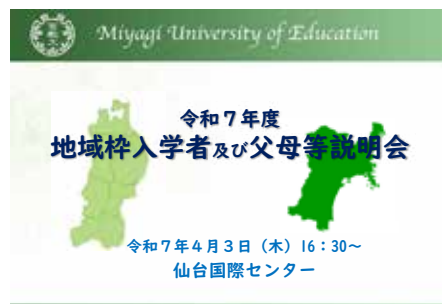 Miyagi University of Education
令和7年度
地域枠入学者及び父母等説明会
令和7年4月3日（木）16：30～
仙台国際センター